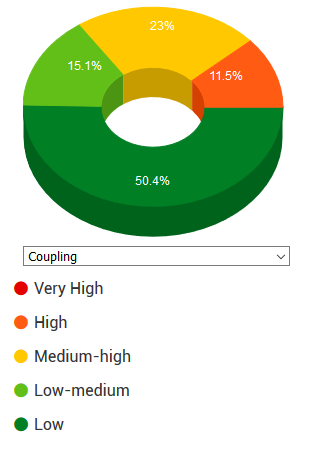 23%
15.1%
11.5%
50.4%
Coupling
Very High
High
Medium-high
Low-medium
Low